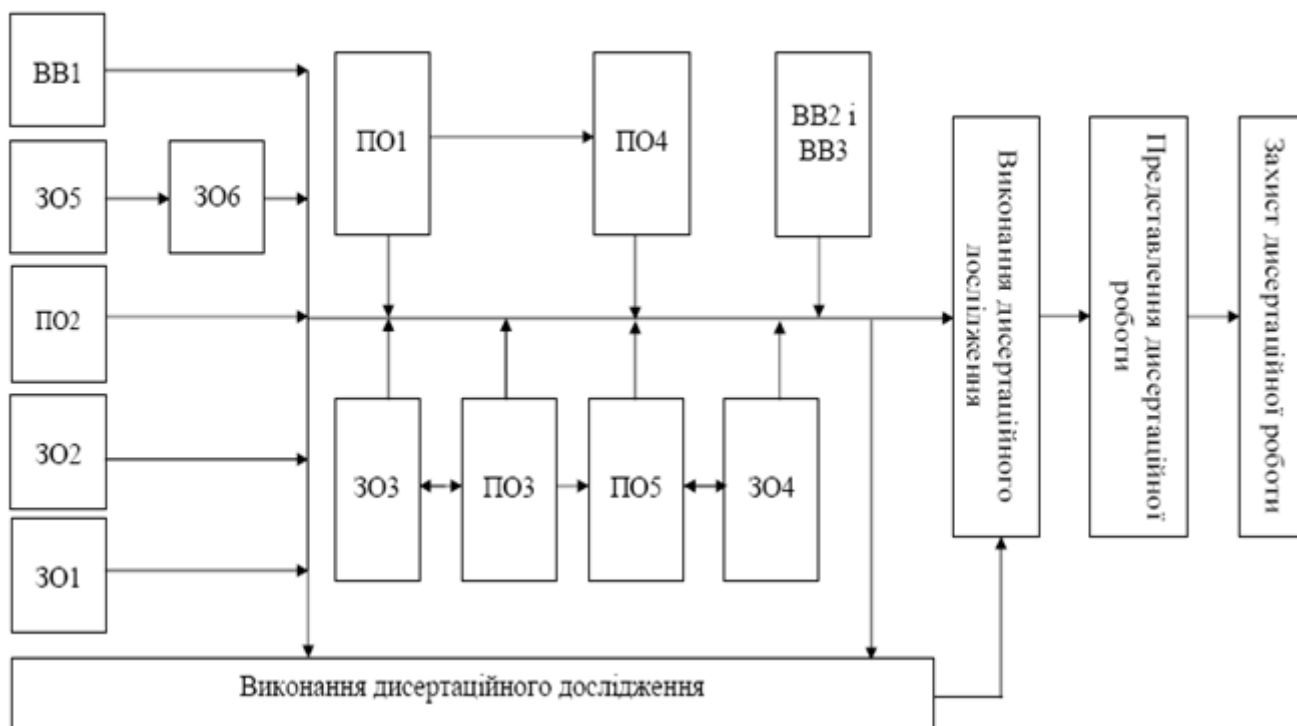 ВВ1
ПО1
ПО4
ВВ2 і
ВВ3
ЗО5
ЗО6
ПО2
ЗО2
ЗО3
ПО3
ПО5
ЗО4
ЗО1
Виконання дисертаційного
дослідження
Представлення дисертаційної
роботи
Захист дисертаційної роботи
Виконання дисертаційного дослідження